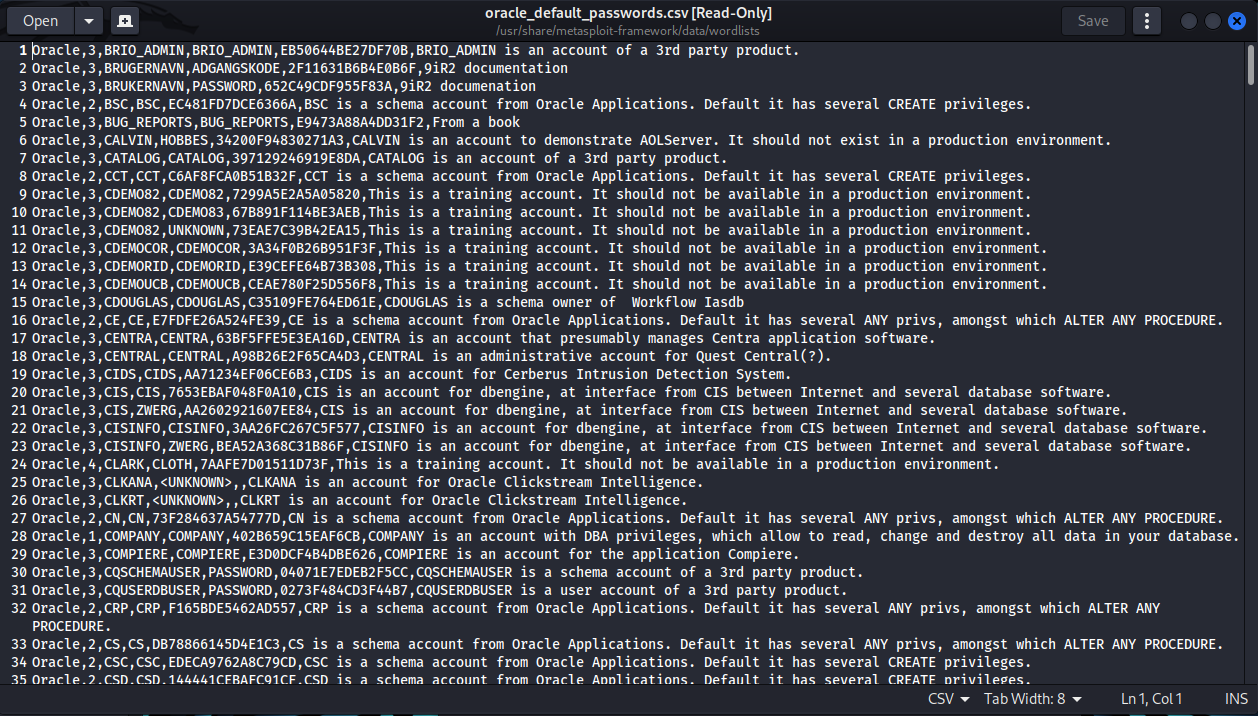 Open
oracle_default_passwords.csv [Read-Only]
/usr/share/metasploit-framework/data/wordlists
Save
1 Oracle,3,BRIO_ADMIN,BRIO_ADMIN,EB50644BE27DF70B,BRIO_ADMIN is an account of a 3rd party product.
2 Oracle,3,BRUGERNAVN,ADGANGSKODE,2F11631B6B4E0B6F,9iR2 documentation
3 Oracle,3,BRUKERNAVN,PASSWORD,652C49CDF955F83A,9iR2 documenation
4 Oracle,2,BSC,BSC,EC481FD7DCE6366A,BSC is a schema account from Oracle Applications. Default it has several CREATE privileges.
5 Oracle,3,BUG_REPORTS,BUG_REPORTS,E9473A88A4DD31F2,From a book
6 Oracle,3,CALVIN,HOBBES,34200F94830271A3,CALVIN is an account to demonstrate AOLServer. It should not exist in a production environment.
7 Oracle,3,CATALOG,CATALOG,397129246919E8DA,CATALOG is an account of a 3rd party product.
8 Oracle,2,CCT,CCT,C6AF8FCA0B51B32F,CCT is a schema account from Oracle Applications. Default it has several CREATE privileges.
9 Oracle,3,CDEMO82,CDEMO82,7299A5E2A5A05820,This is a training account. It should not be available in a production environment.
10 Oracle,3,CDEMO82,CDEMO83,67B891F114BE3AEB,This is a training account. It should not be available in a production environment.
11 Oracle,3,CDEMO82,UNKNOWN,73EAE7C39B42EA15,This is a training account. It should not be available in a production environment.
12 Oracle,3,CDEMOCOR,CDEMOCOR,3A34F0B26B951F3F,This is a training account. It should not be available in a production environment.
13 Oracle,3,CDEMORID,CDEMORID,E39CEFE64B73B308,This is a training account. It should not be available in a production environment.
14 Oracle,3,CDEMOUCB,CDEMOUCB,CEAE780F25D556F8,This is a training account. It should not be available in a production environment.
15 Oracle,3,CDOUGLAS,CDOUGLAS,C35109FE764ED61E,CDOUGLAS is a schema owner of  Workflow Iasdb
16 Oracle,2,CE,CE,E7FDFE26A524FE39,CE is a schema account from Oracle Applications. Default it has several ANY privs, amongst which ALTER ANY PROCEDURE.
17 Oracle,3,CENTRA,CENTRA,63BF5FFE5E3EA16D,CENTRA is an account that presumably manages Centra application software.
18 Oracle,3,CENTRAL,CENTRAL,A98B26E2F65CA4D3,CENTRAL is an administrative account for Quest Central(?).
19 Oracle,3,CIDS,CIDS,AA71234EF06CE6B3,CIDS is an account for Cerberus Intrusion Detection System.
20 Oracle,3,CIS,CIS,7653EBAF048F0A10,CIS is an account for dbengine, at interface from CIS between Internet and several database software.
21 Oracle,3,CIS,ZWERG,AA2602921607EE84,CIS is an account for dbengine, at interface from CIS between Internet and several database software.
22 Oracle,3,CISINFO,CISINFO,3AA26FC267C5F577,CISINFO is an account for dbengine, at interface from CIS between Internet and several database software.
23 Oracle,3,CISINFO,ZWERG,BEA52A368C31B86F,CISINFO is an account for dbengine, at interface from CIS between Internet and several database software.
24 Oracle,4,CLARK,CLOTH,7AAFE7D01511D73F,This is a training account. It should not be available in a production environment.
25 Oracle,3,CLKANA,<UNKNOWN>,,CLKANA is an account for Oracle Clickstream Intelligence.
26 Oracle,3,CLKRT,<UNKNOWN>,,CLKRT is an account for Oracle Clickstream Intelligence.
27 Oracle,2,CN,CN,73F284637A54777D,CN is a schema account from Oracle Applications. Default it has several ANY privs, amongst which ALTER ANY PROCEDURE.
28 Oracle,1,COMPANY,COMPANY,402B659C15EAF6CB,COMPANY is an account with DBA privileges, which allow to read, change and destroy all data in your database.
29 Oracle,3,COMPIERE,COMPIERE,E3D0DCF4B4DBE626,COMPIERE is an account for the application Compiere.
30 Oracle,3,CQSCHEMAUSER,PASSWORD,04071E7EDEB2F5CC,CQSCHEMAUSER is a schema account of a 3rd party product.
31 Oracle,3,CQUSERDBUSER,PASSWORD,0273F484CD3F44B7,CQUSERDBUSER is a user account of a 3rd party product.
32 Oracle,2,CRP,CRP,F165BDE5462AD557,CRP is a schema account from Oracle Applications. Default it has several ANY privs, amongst which ALTER ANY
PROCEDURE.
33 Oracle,2,CS,CS,DB78866145D4E1C3,CS is a schema account from Oracle Applications. Default it has several ANY privs, amongst which ALTER ANY PROCEDURE.
34 Oracle,2,CSC,CSC,EDECA9762A8C79CD,CSC is a schema account from Oracle Applications. Default it has several CREATE privileges.
35 Oracle,2,CSD,CSD,144441CEBAFC91CF,CSD is a schema account from Oracle Applications. Default it has several CREATE privileges.
CSV Tab Width: 8 Ln 1, Col 1 INS